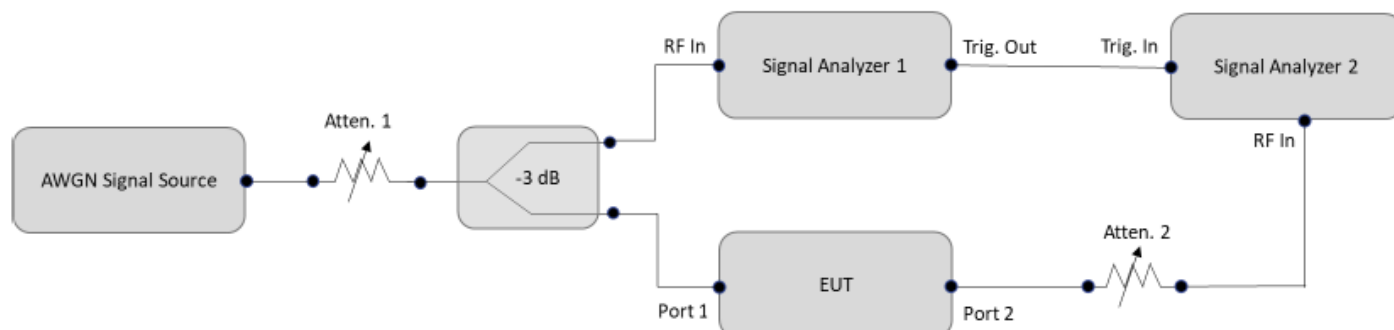 RF In
Signal Analyzer 1
Trig. Out
Trig. In
Signal Analyzer 2
RF In
Atten. 1
AWGN Signal Source
-3 dB
Atten. 2
EUT
Port 1
Port 2